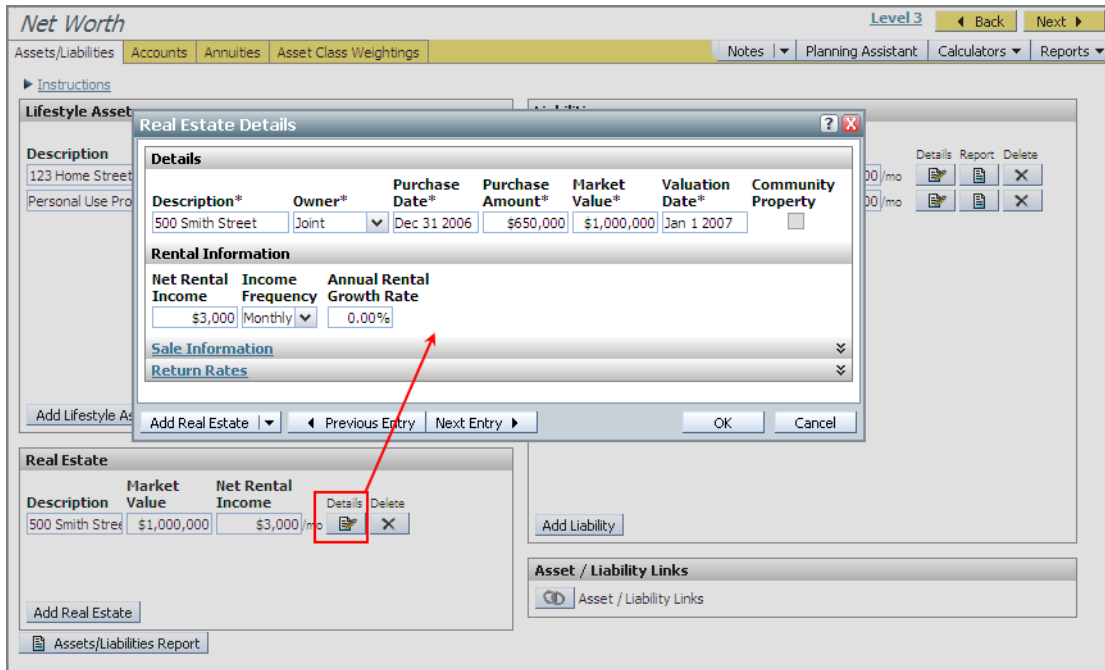 Net Worth
Level 3 Back Next
Assets/Liabilities Accounts Annuities Asset Class Weightings Notes Planning Assistant Calculators Reports
Instructions
Lifestyle Asset
Real Estate Details ? X
Description Details Details Report Delete
123 Home Street 00 /mo
Personal Use Pro 00 /mo
Description* Owner* Purchase Date* Purchase Amount* Market Value* Valuation Date* Community Property
500 Smith Street Joint Dec 31 2006 $650,000 $1,000,000 Jan 1 2007
Rental Information
Net Rental Income Income Frequency Annual Rental Growth Rate
$3,000 Monthly 0.00%
Sale Information
Return Rates
Add Lifestyle As
Add Real Estate Previous Entry Next Entry OK Cancel
Real Estate
Description Market Value Net Rental Income Details Delete
500 Smith Stree $1,000,000 $3,000 /mo
Add Liability
Asset / Liability Links
Asset / Liability Links
Add Real Estate
Assets/Liabilities Report